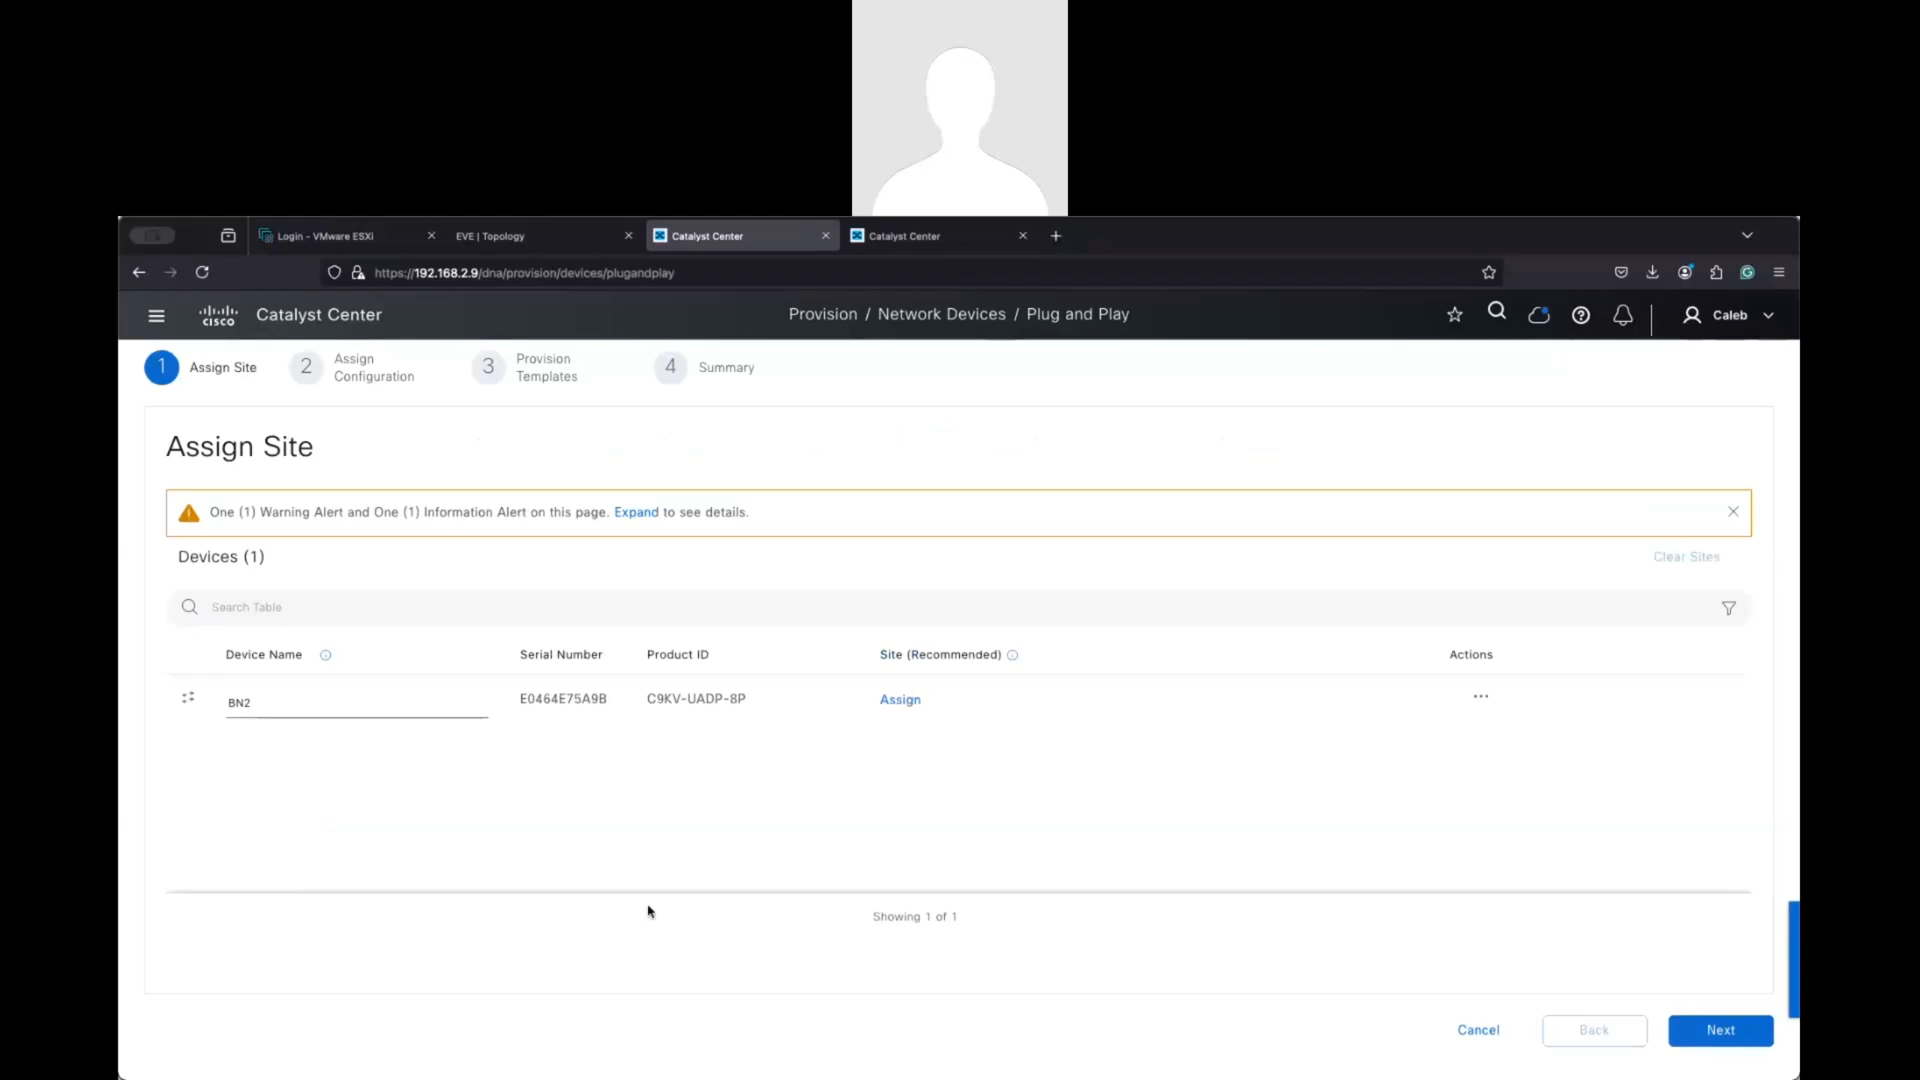 Login - VMware ESXi
EVE | Topology
Catalyst Center
Catalyst Center
https://192.168.2.9/dna/provision/devices/plugandplay
CISCO
Catalyst Center
Provision / Network Devices / Plug and Play
Caleb
1 Assign Site
2 Assign Configuration
3 Provision Templates
4 Summary
Assign Site
One (1) Warning Alert and One (1) Information Alert on this page. Expand to see details.
Devices (1)
Clear Sites
Search Table
Device Name
Serial Number
Product ID
Site (Recommended)
Actions
BN2
E0464E75A9B
C9KV-UADP-8P
Assign
Showing 1 of 1
Cancel
Back
Next